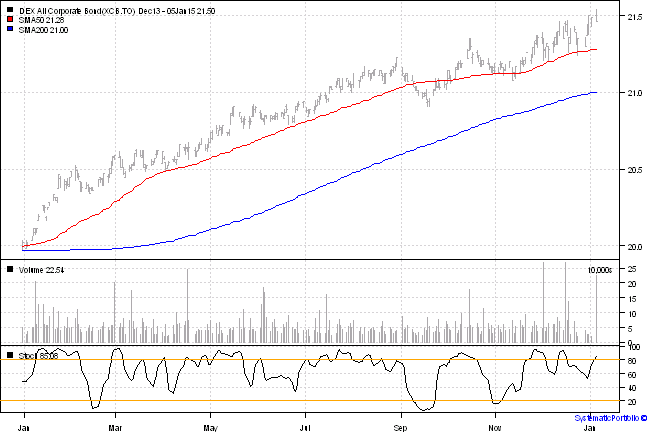 DEX All Corporate Bond(XCB.TO) Dec13 - 05Jan15 21.50
SMA50 21.28
SMA200 21.00
21.5
21.0
20.5
20.0
Volume 22.54
10,000s
25
20
15
10
5
0
Stoch 85.08
100
80
60
40
20
Jan Mar May Jul Sep Nov Jan
SystematicPortfolio ©